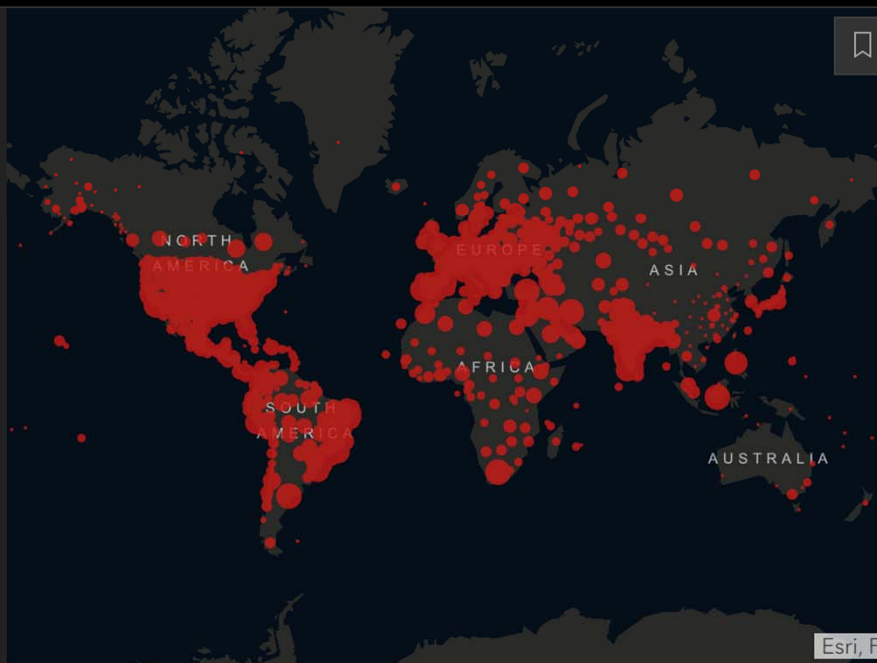 NORTH
AMERICA
EUROPE
ASIA
AFRICA
SOUTH
AMERICA
AUSTRALIA
Esri, F